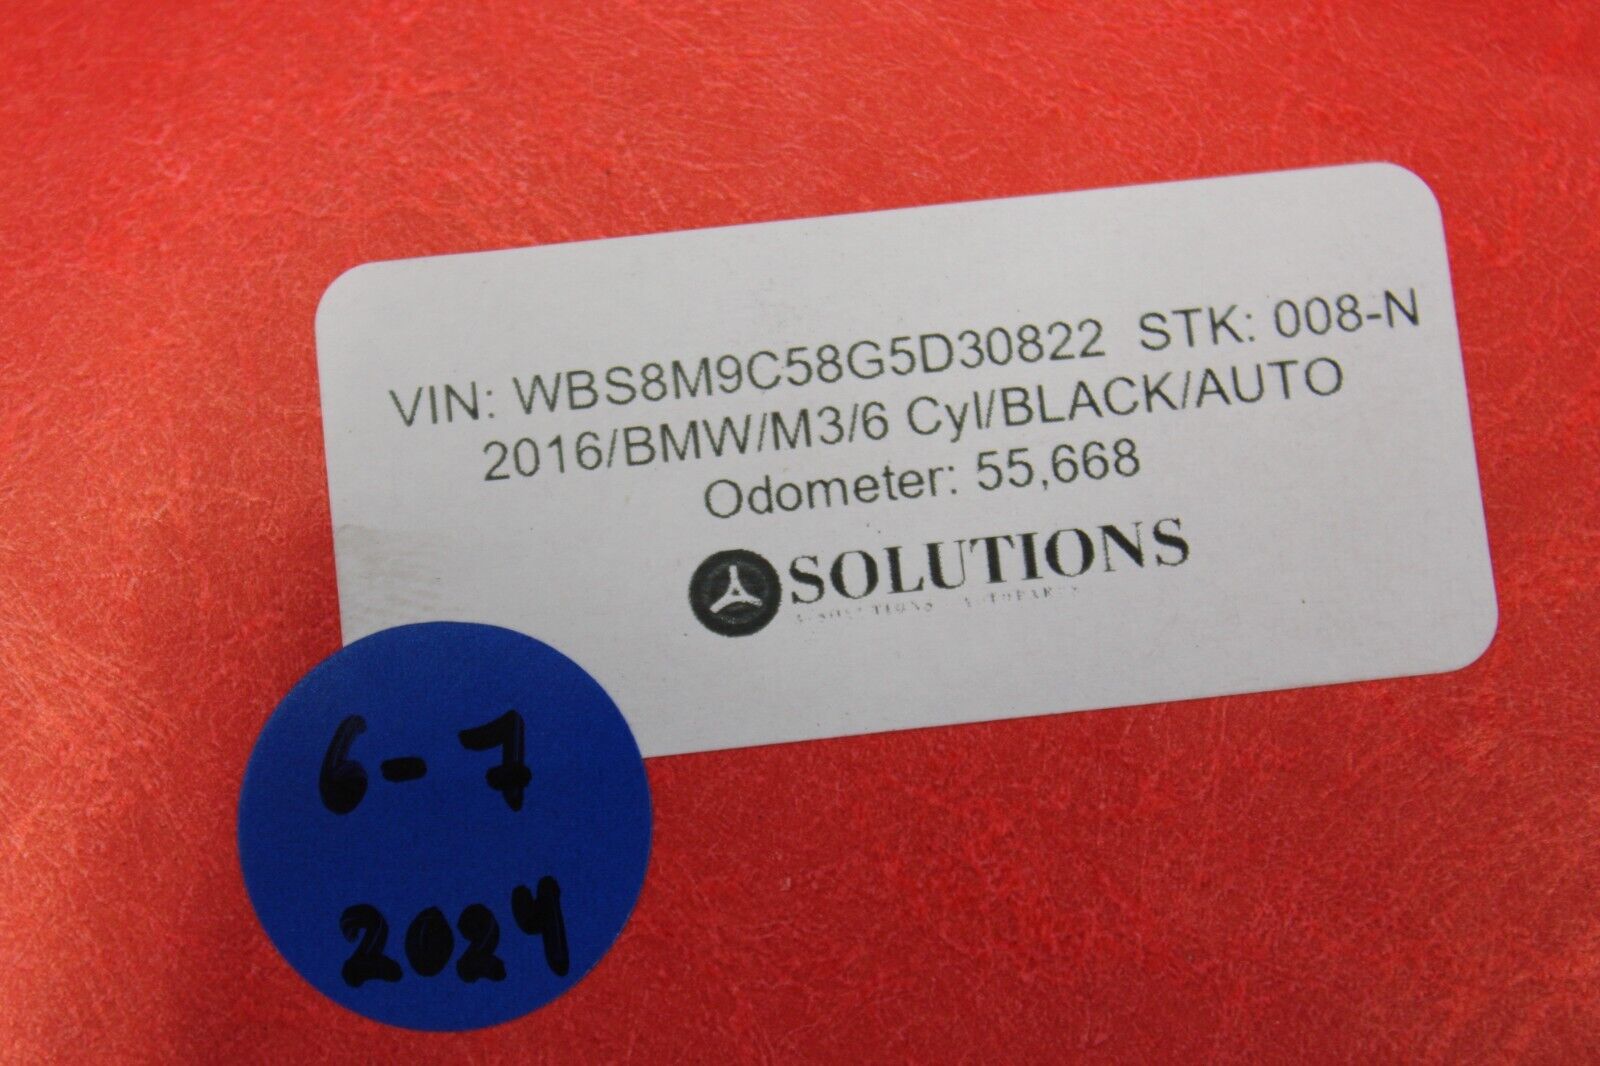 VIN: WBS8M9C58G5D30822 STK: 008-N
2016/BMW/M3/6 Cyl/BLACK/AUTO
Odometer: 55,668
SOLUTIONS
6-7
2024